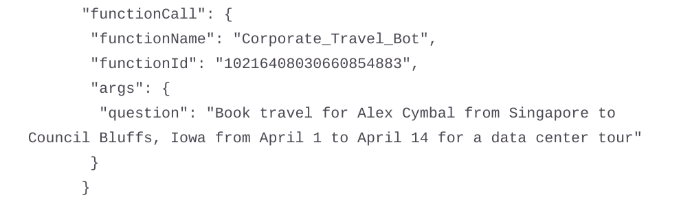 "functionCall": {
"functionName": "Corporate_Travel_Bot",
"functionId": "10216408030660854883",
"args": {
"question": "Book travel for Alex Cymbal from Singapore to
Council Bluffs, Iowa from April 1 to April 14 for a data center tour"
}
}